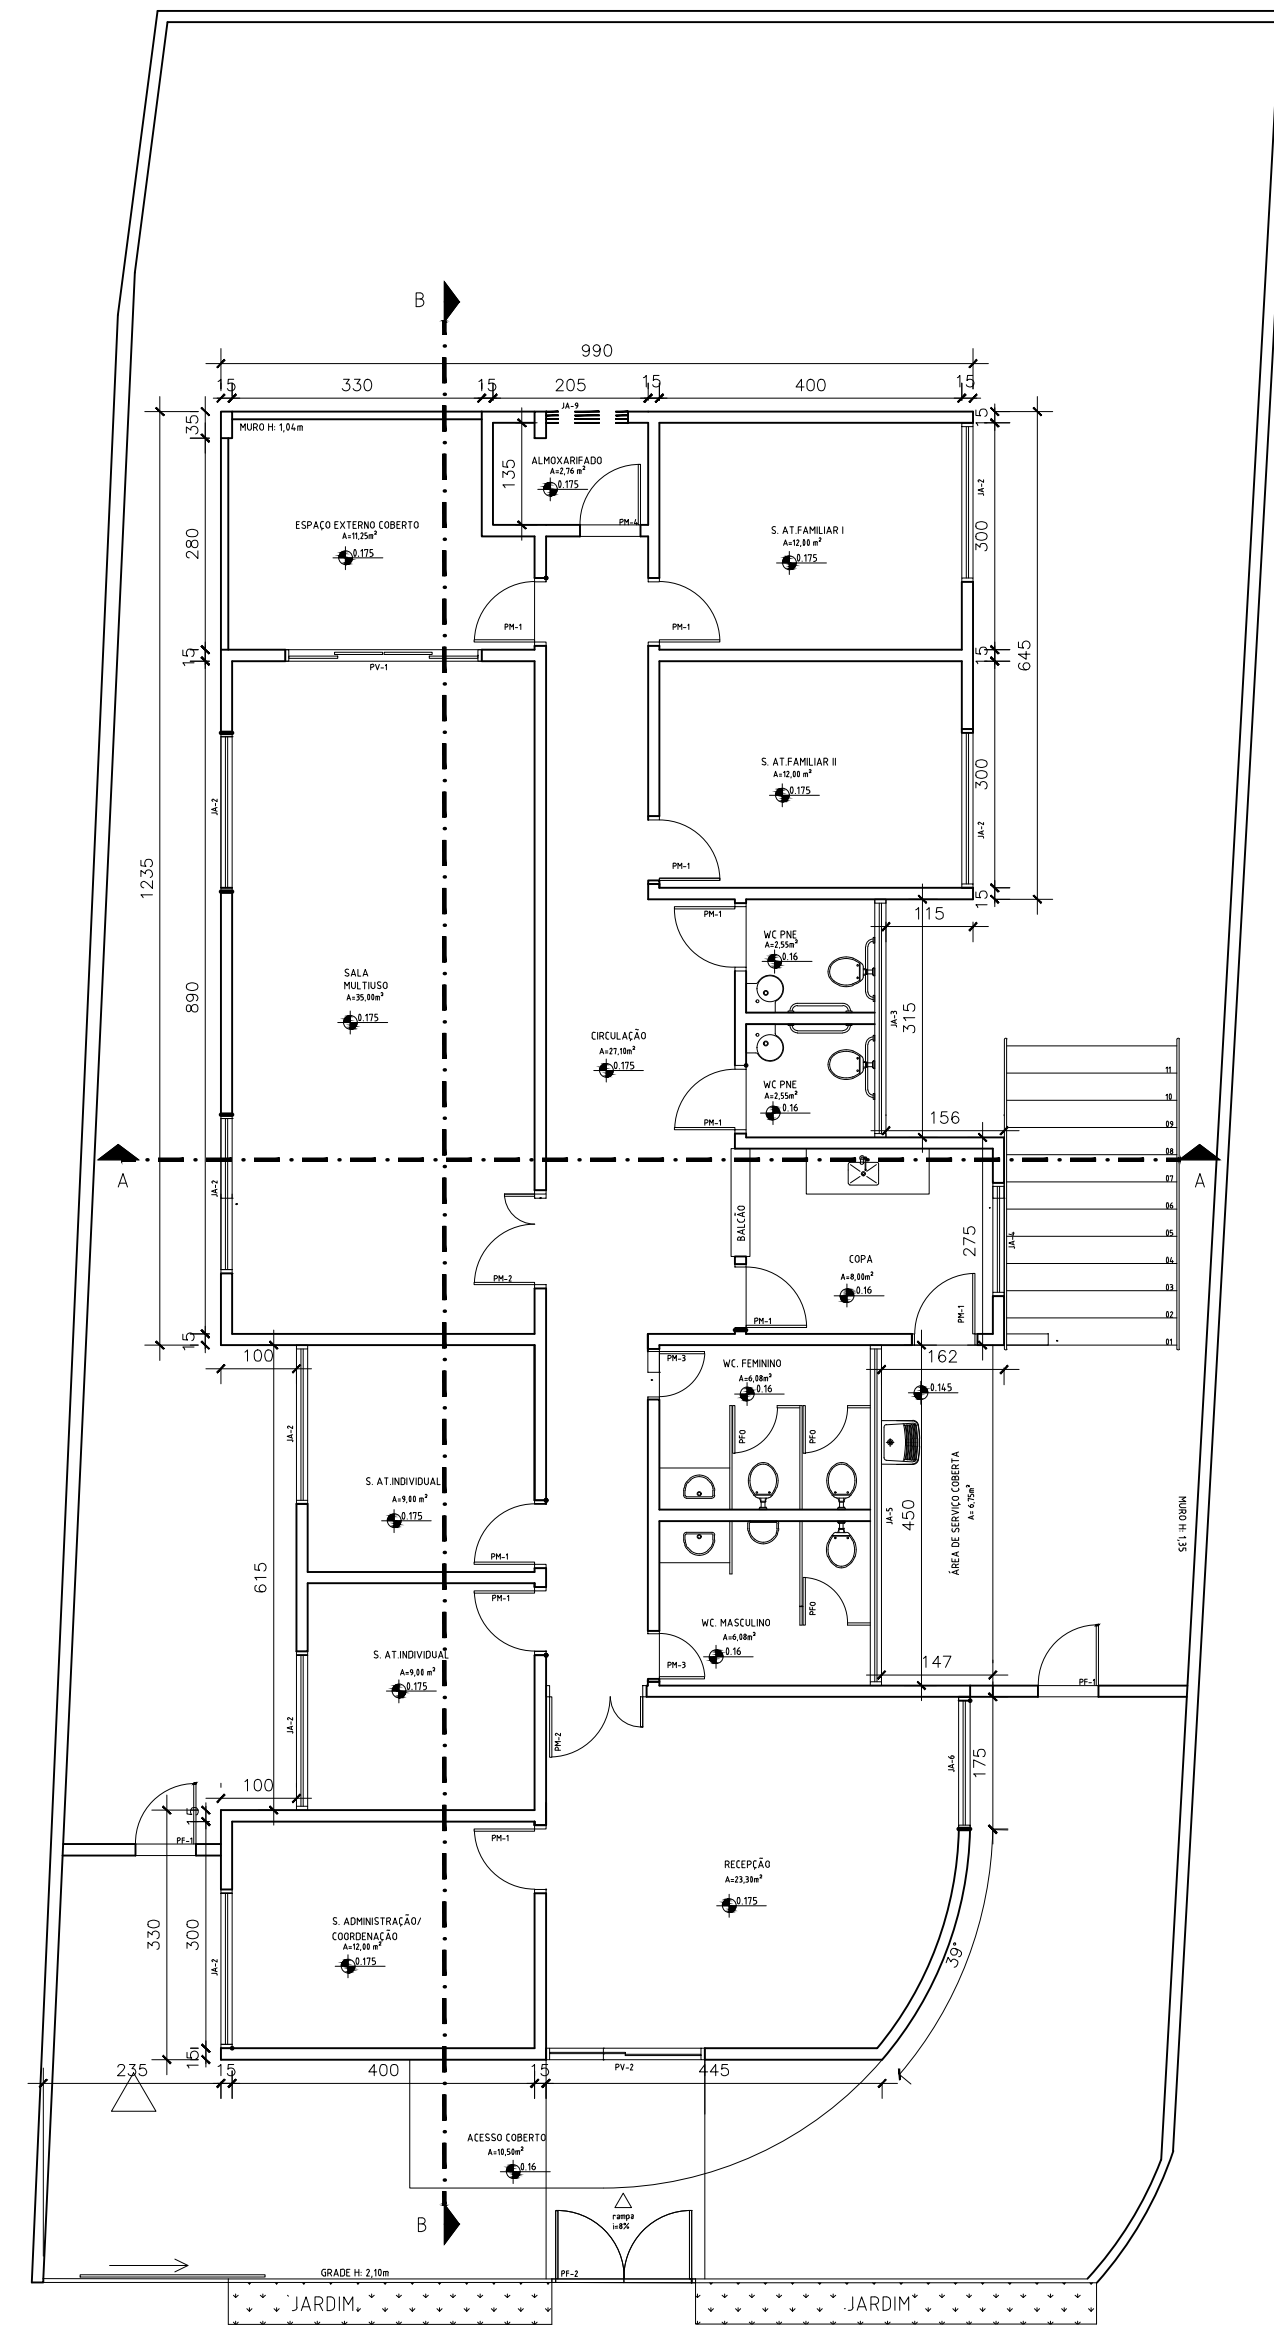 B
990
15
330
15
205
15
400
15
JA-9
35
MURO H: 1,04m
15
135
ALMOXARIFADO
A=2,76 m²
0.175
JA-2
PM-4
280
ESPAÇO EXTERNO COBERTO
A=11,25m²
0.175
S. AT.FAMILIAR I
A=12,00 m²
0.175
300
PM-1
PM-1
15
PV-1
15
645
S. AT.FAMILIAR II
A=12,00 m²
0.175
300
JA-2
JA-2
1235
PM-1
15
PM-1
115
WC PNE
A=2,55m²
0.16
SALA
MULTIUSO
A=35,00m²
0.175
890
JA-3
315
CIRCULAÇÃO
A=27,10m²
0.175
WC PNE
A=2,55m²
0.16
PM-1
156
11
10
09
08
07
06
05
04
03
02
01
A
A
JA-2
BALCÃO
275
JA-4
COPA
A=8,00m²
0.16
PM-2
PM-1
PM-1
15
100
PM-3
WC. FEMININO
A=6,08m²
0.16
162
0.145
JA-2
PFO
PFO
S. AT.INDIVIDUAL
A=9,00 m²
0.175
ÁREA DE SERVIÇO COBERTA
A= 6,75m²
JA-5
450
MURO H: 1,35
PM-1
615
PM-1
PFO
WC. MASCULINO
A=6,08m²
0.16
S. AT.INDIVIDUAL
A=9,00 m²
0.175
PM-3
147
PF-1
JA-2
PM-2
JA-6
175
100
15
PF-1
PM-1
RECEPÇÃO
A=23,30m²
0.175
330
300
JA-2
S. ADMINISTRAÇÃO/
COORDENAÇÃO
A=12,00 m²
0.175
39°
15
235
15
400
15
PV-2
445
ACESSO COBERTO
A=10,50m²
0.16
B
rampa
i=8%
GRADE H: 2,10m
PF-2
JARDIM
JARDIM